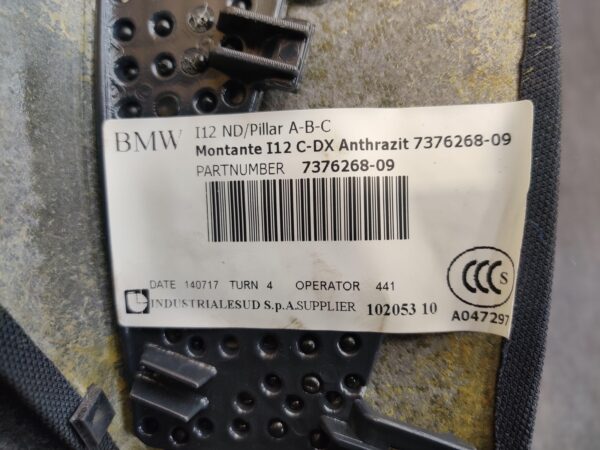 BMW
I12 ND/Pillar A-B-C
Montante I12 C-DX Anthrazit 7376268-09
PARTNUMBER 7376268-09
DATE 140717 TURN 4 OPERATOR 441
INDUSTRIALESUD S.p.A. SUPPLIER 102053 10
CCC S
A047297